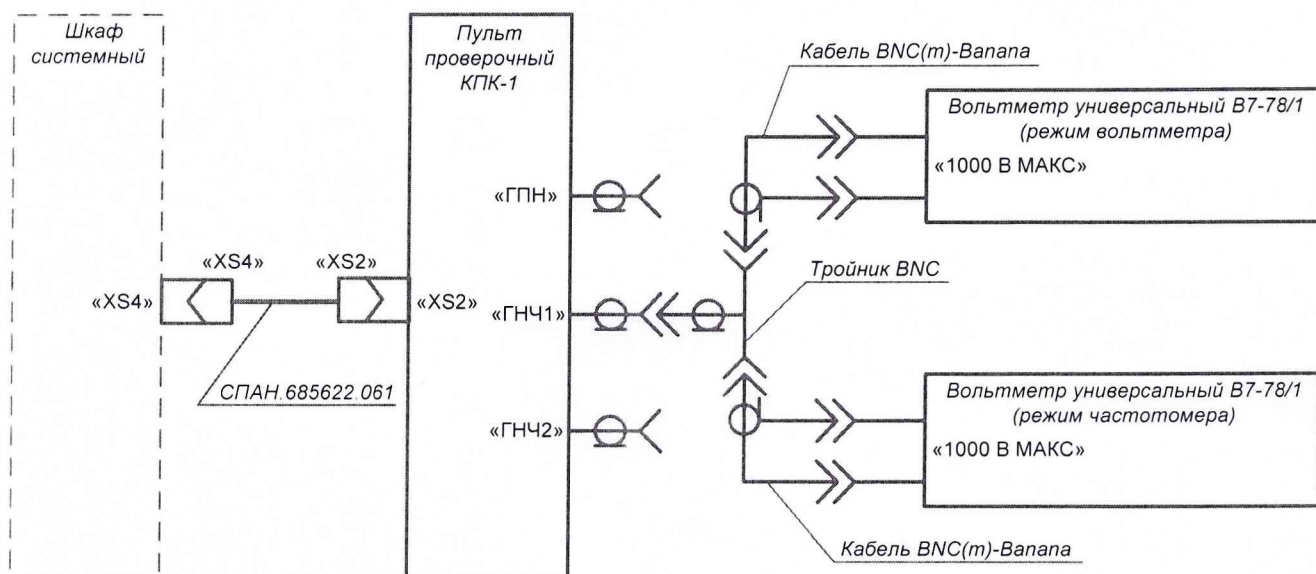 Шкаф
системный
Пульт
проверочный
КПК-1
Кабель BNC(m)-Banana
Вольтметр универсальный В7-78/1
(режим вольтметра)
«1000 В МАКС»
«ГПН»
«XS4»
«XS2»
Тройник BNC
«XS4»
«XS2»
«ГНЧ1»
СПАН.685622.061
Вольтметр универсальный В7-78/1
(режим частотомера)
«ГНЧ2»
«1000 В МАКС»
Кабель BNC(m)-Banana